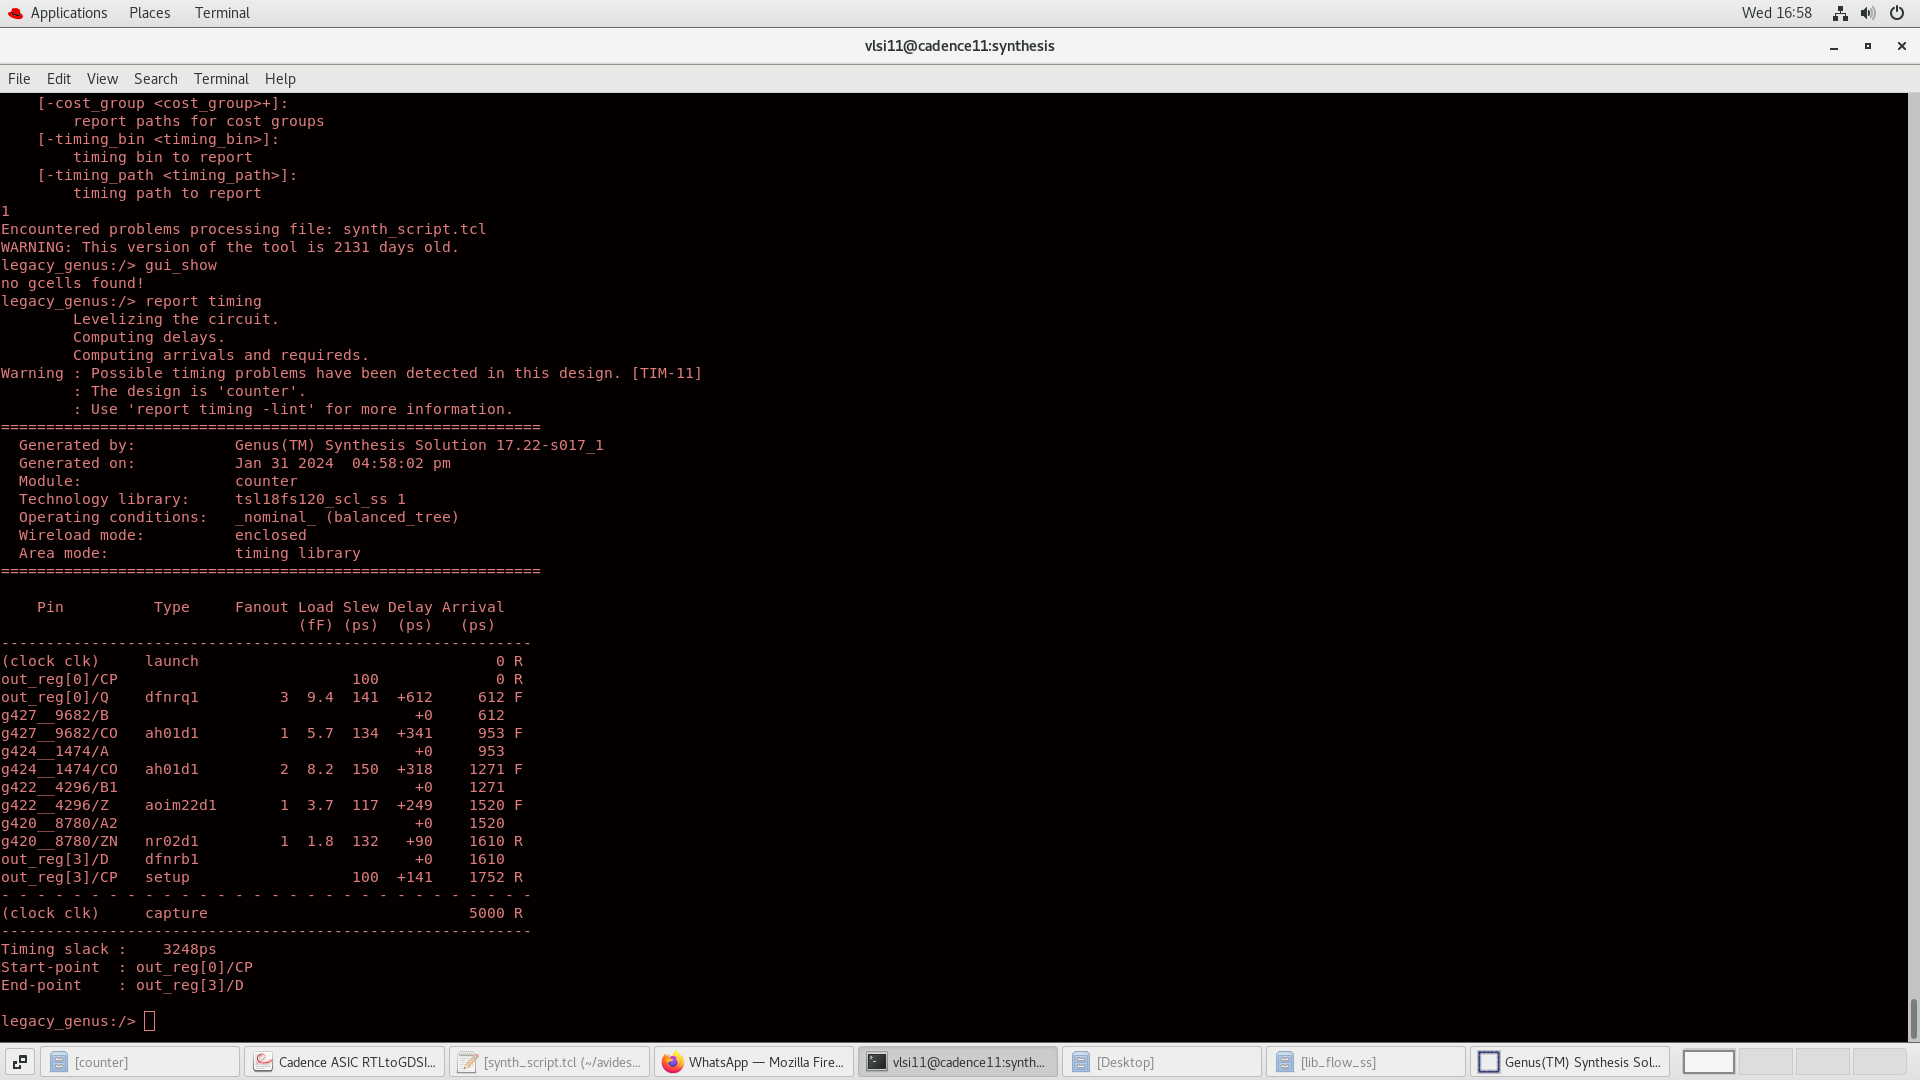 Applications Places Terminal Wed 16:58
vlsi11@cadence11:synthesis
File Edit View Search Terminal Help
    [-cost_group <cost_group>+]:
        report paths for cost groups
    [-timing_bin <timing_bin>]:
        timing bin to report
    [-timing_path <timing_path>]:
        timing path to report
1
Encountered problems processing file: synth_script.tcl
WARNING: This version of the tool is 2131 days old.
legacy_genus:/> gui_show
no gcells found!
legacy_genus:/> report timing
        Levelizing the circuit.
        Computing delays.
        Computing arrivals and requireds.
Warning : Possible timing problems have been detected in this design. [TIM-11]
        : The design is 'counter'.
        : Use 'report timing -lint' for more information.
============================================================
  Generated by:           Genus(TM) Synthesis Solution 17.22-s017_1
  Generated on:           Jan 31 2024  04:58:02 pm
  Module:                 counter
  Technology library:     tsl18fs120_scl_ss 1
  Operating conditions:   _nominal_ (balanced_tree)
  Wireload mode:          enclosed
  Area mode:              timing library
============================================================
    Pin          Type     Fanout Load Slew Delay Arrival
                                 (fF) (ps)  (ps)   (ps)
-----------------------------------------------------------
(clock clk)     launch                                 0 R
out_reg[0]/CP                          100             0 R
out_reg[0]/Q    dfnrq1         3  9.4  141  +612     612 F
g427__9682/B                                  +0     612
g427__9682/CO   ah01d1         1  5.7  134  +341     953 F
g424__1474/A                                  +0     953
g424__1474/CO   ah01d1         2  8.2  150  +318    1271 F
g422__4296/B1                                 +0    1271
g422__4296/Z    aoim22d1       1  3.7  117  +249    1520 F
g420__8780/A2                                 +0    1520
g420__8780/ZN   nr02d1         1  1.8  132   +90    1610 R
out_reg[3]/D    dfnrb1                        +0    1610
out_reg[3]/CP   setup                  100  +141    1752 R
- - - - - - - - - - - - - - - - - - - - - - - - - - - - - -
(clock clk)     capture                             5000 R
-----------------------------------------------------------
Timing slack :    3248ps
Start-point  : out_reg[0]/CP
End-point    : out_reg[3]/D
legacy_genus:/>
[counter] Cadence ASIC RTLtoGDSI... [synth_script.tcl (~/avides... WhatsApp — Mozilla Fire... vlsi11@cadence11:synth... [Desktop] [lib_flow_ss] Genus(TM) Synthesis Sol...